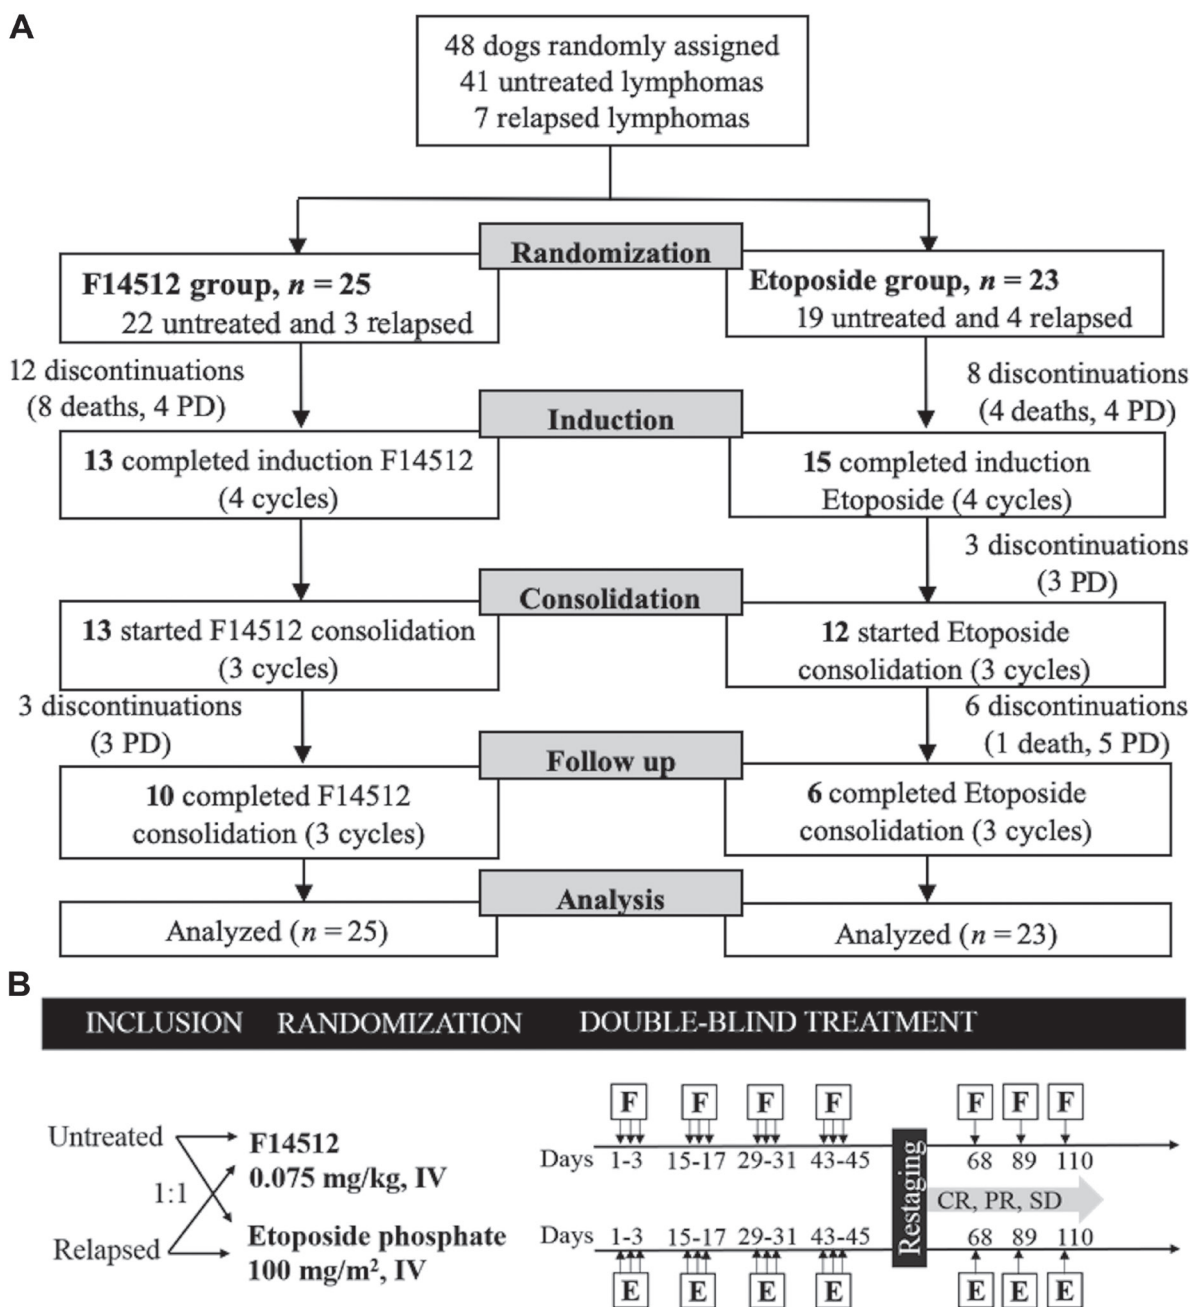 A
48 dogs randomly assigned
41 untreated lymphomas
7 relapsed lymphomas
Randomization
F14512 group, n = 25
22 untreated and 3 relapsed
Etoposide group, n = 23
19 untreated and 4 relapsed
12 discontinuations
(8 deaths, 4 PD)
8 discontinuations
(4 deaths, 4 PD)
Induction
13 completed induction F14512
(4 cycles)
15 completed induction
Etoposide (4 cycles)
3 discontinuations
(3 PD)
Consolidation
13 started F14512 consolidation
(3 cycles)
12 started Etoposide
consolidation (3 cycles)
3 discontinuations
(3 PD)
6 discontinuations
(1 death, 5 PD)
Follow up
10 completed F14512
consolidation (3 cycles)
6 completed Etoposide
consolidation (3 cycles)
Analysis
Analyzed (n = 25)
Analyzed (n = 23)
B
INCLUSION RANDOMIZATION DOUBLE-BLIND TREATMENT
Untreated
1:1
Relapsed
F14512
0.075 mg/kg, IV
Etoposide phosphate
100 mg/m², IV
F F F F F F F
Days 1-3 15-17 29-31 43-45 68 89 110
Restaging
CR, PR, SD
Days 1-3 15-17 29-31 43-45 68 89 110
E E E E E E E